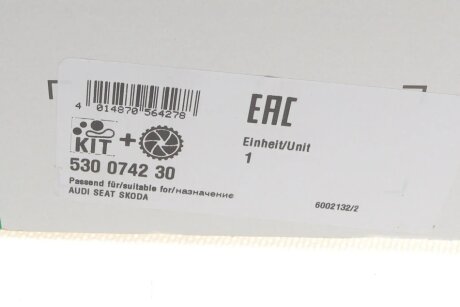 4 014870 564278
EAC
KIT +
Einheit/Unit
1
530 0742 30
Passend für/suitable for/назначение
AUDI SEAT SKODA
6002132/2